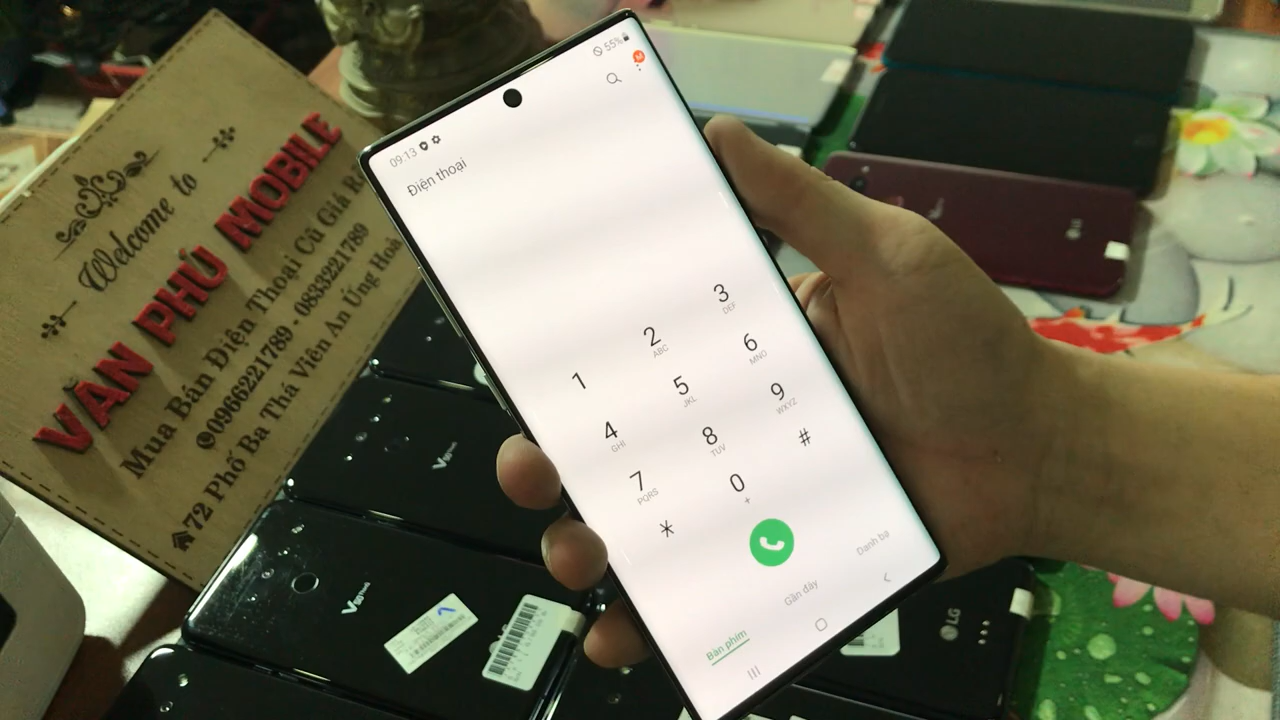 Welcome to
VĂN PHÚ MOBILE
Mua Bán Điện Thoại Cũ Giá R
0966221789 - 0833221789
72 Phố Ba Thá Viên An Ứng Hoà
09:13
55%
Điện thoại
1
2 ABC
3 DEF
4 GHI
5 JKL
6 MNO
7 PQRS
8 TUV
9 WXYZ
*
0 +
#
Bàn phím
Gần đây
Danh bạ
LG
LG